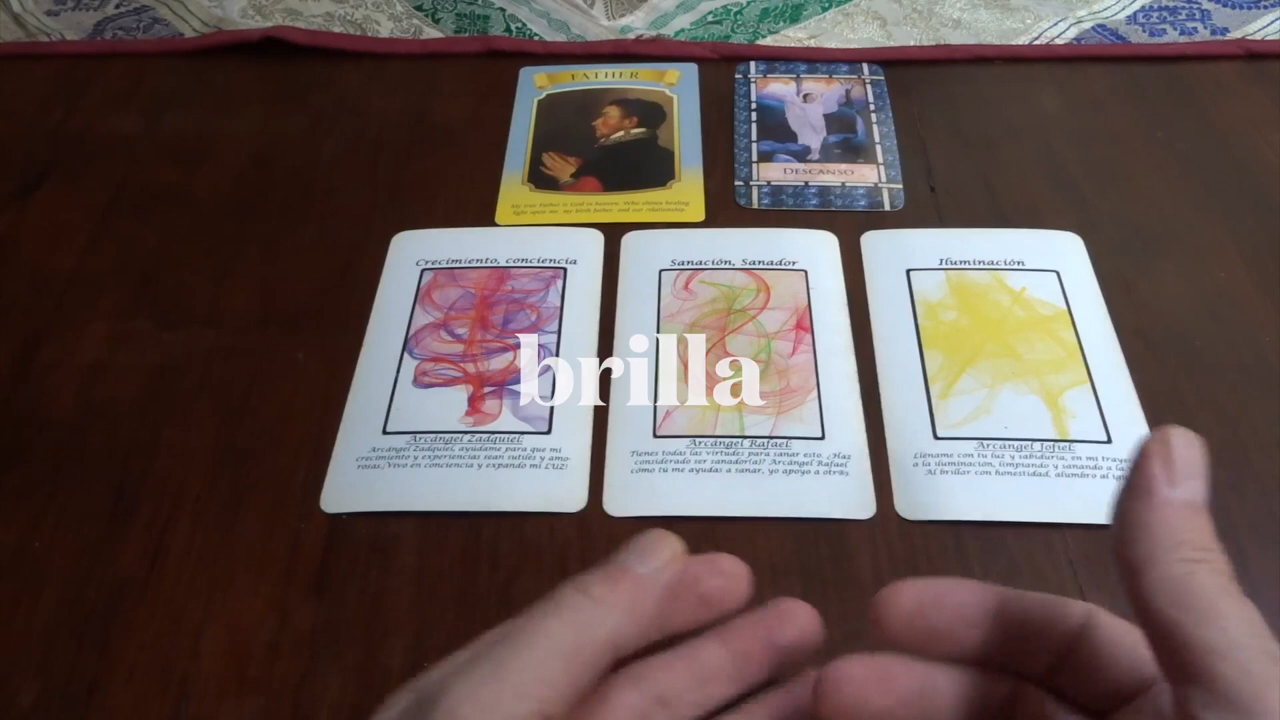 FATHER
My true Father is God in heaven, Who shines healing
light upon me, my birth father, and our relationship.
DESCANSO
Crecimiento, conciencia
Arcángel Zadquiel:
Arcángel Zadquiel, ayúdame para que mi
crecimiento y experiencias sean sutiles y amo-
rosas, Vivo en conciencia y expando mi LUZ!
Sanación, Sanador
Arcángel Rafael:
Tienes todas las virtudes para sanar esto. ¿Haz
considerado ser sanador(a)? Arcángel Rafael
cómo tu me ayudas a sanar, yo apoyo a otr@s
Iluminación
Arcángel Jofiel:
Lléname con tu luz y sabiduría, en mi
a la iluminación, limpiando y sanando a
Al brillar con honestidad, alumbro al
brilla